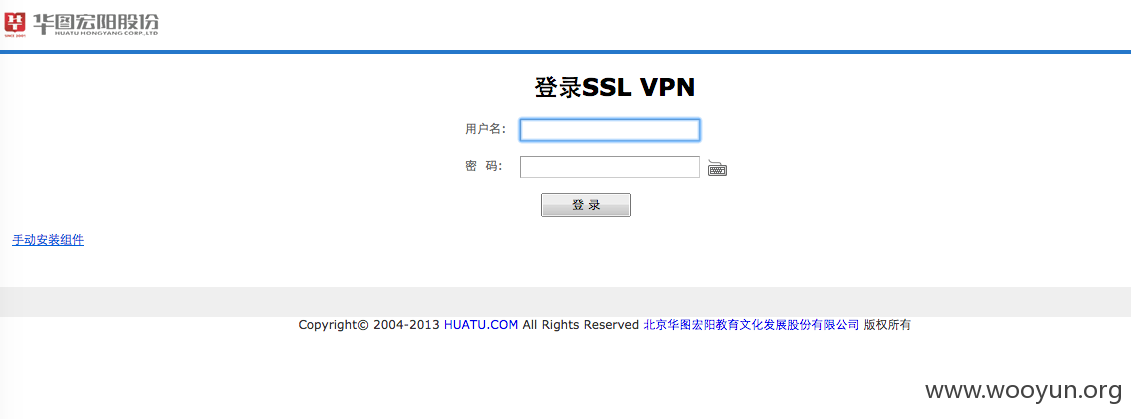 华图宏阳股份
HUATU HONGYANG CORP.,LTD
登录SSL VPN
用户名:
密 码:
登 录
手动安装组件
Copyright© 2004-2013 HUATU.COM All Rights Reserved 北京华图宏阳教育文化发展股份有限公司 版权所有
www.wooyun.org